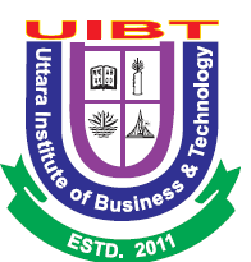 UIBT
Uttara Institute of Business & Technology
ESTD. 2011